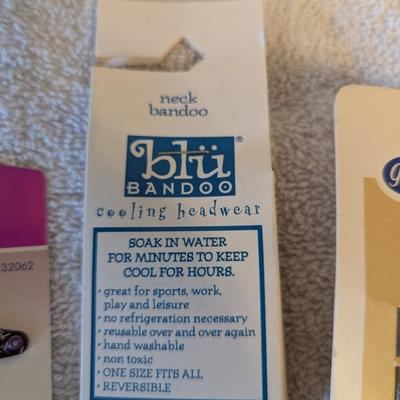 neck
bandoo
blü®
BANDOO
cooling headwear
SOAK IN WATER
FOR MINUTES TO KEEP
COOL FOR HOURS.
• great for sports, work,
play and leisure
• no refrigeration necessary
• reusable over and over again
• hand washable
• non toxic
• ONE SIZE FITS ALL
• REVERSIBLE
32062
g